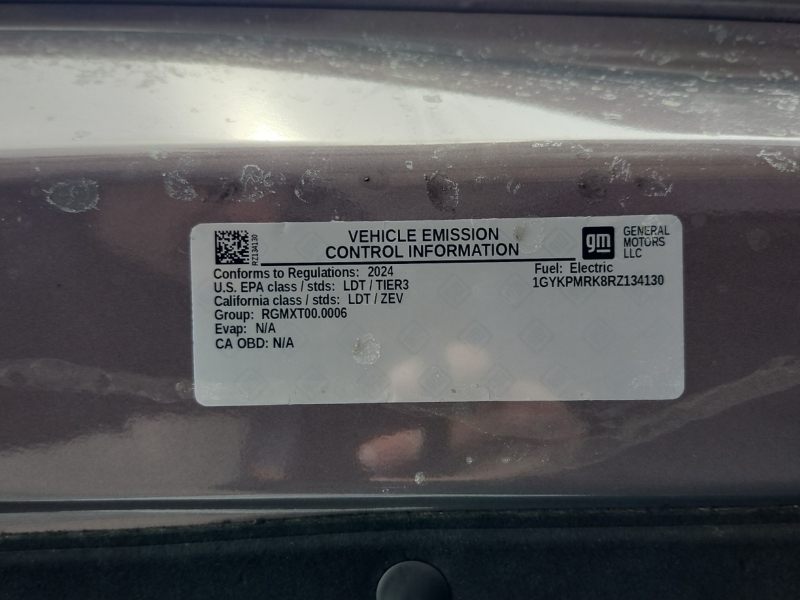 VEHICLE EMISSION
CONTROL INFORMATION
gm
GENERAL
MOTORS
LLC
RZ134130
Conforms to Regulations: 2024
U.S. EPA class / stds: LDT / TIER3
California class / stds: LDT / ZEV
Group: RGMXT00.0006
Evap: N/A
CA OBD: N/A
Fuel: Electric
1GYKPMRK8RZ134130